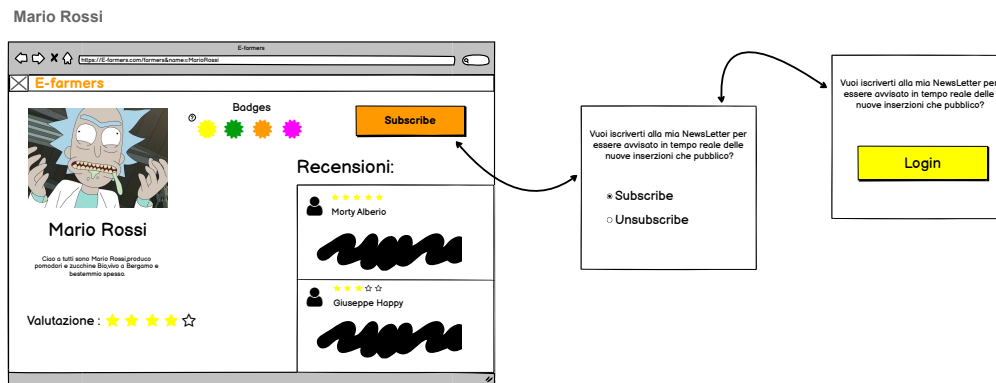 Mario Rossi
E-farmers
https://E-farmers.com/farmers&name=MarioRossi
E-farmers
Badges
Subscribe
Recensioni:
Morty Alberio
Mario Rossi
Ciao a tutti sono Mario Rossi,produco
pomodori e zucchine Bio,vivo a Bergamo e
bestemmio spesso.
Giuseppe Happy
Valutazione :
Vuoi iscriverti alla mia NewsLetter per
essere avvisato in tempo reale delle
nuove inserzioni che pubblico?
Subscribe
Unsubscribe
Vuoi iscriverti alla mia NewsLetter per
essere avvisato in tempo reale delle
nuove inserzioni che pubblico?
Login